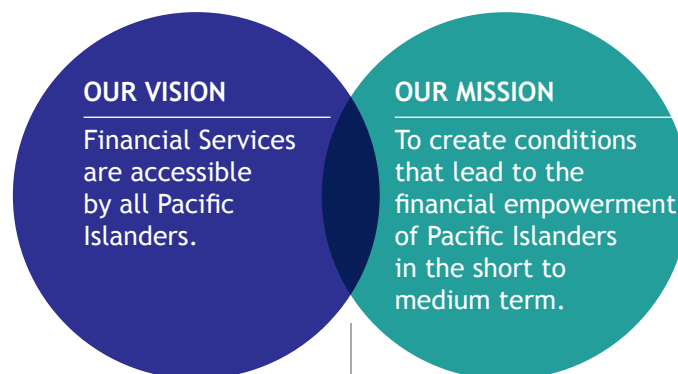 OUR VISION
Financial Services
are accessible
by all Pacific
Islanders.
OUR MISSION
To create conditions
that lead to the
financial empowerment
of Pacific Islanders
in the short to
medium term.